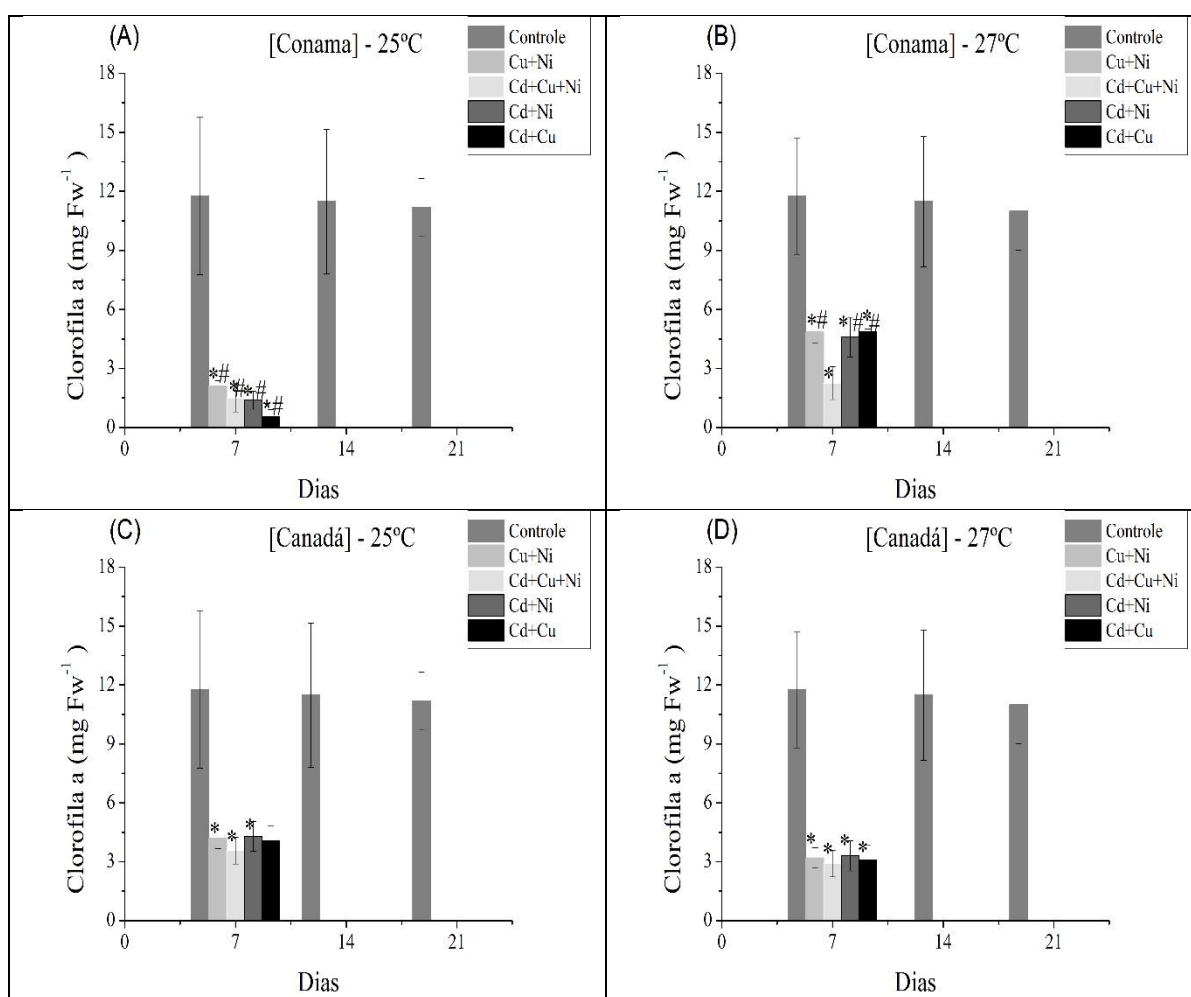 (A)
[Conama] - 25ºC
Controle
Cu+Ni
Cd+Cu+Ni
Cd+Ni
Cd+Cu
Clorofila a (mg Fw-1 )
18
15
12
9
6
3
0
*# *# *# *#
0 7 14 21
Dias
(B)
[Conama] - 27ºC
Controle
Cu+Ni
Cd+Cu+Ni
Cd+Ni
Cd+Cu
Clorofila a (mg Fw-1 )
18
15
12
9
6
3
0
*# * *# *#
0 7 14 21
Dias
(C)
[Canadá] - 25ºC
Controle
Cu+Ni
Cd+Cu+Ni
Cd+Ni
Cd+Cu
Clorofila a (mg Fw-1 )
18
15
12
9
6
3
0
* * *
0 7 14 21
Dias
(D)
[Canadá] - 27ºC
Controle
Cu+Ni
Cd+Cu+Ni
Cd+Ni
Cd+Cu
Clorofila a (mg Fw-1 )
18
15
12
9
6
3
0
* * * *
0 7 14 21
Dias